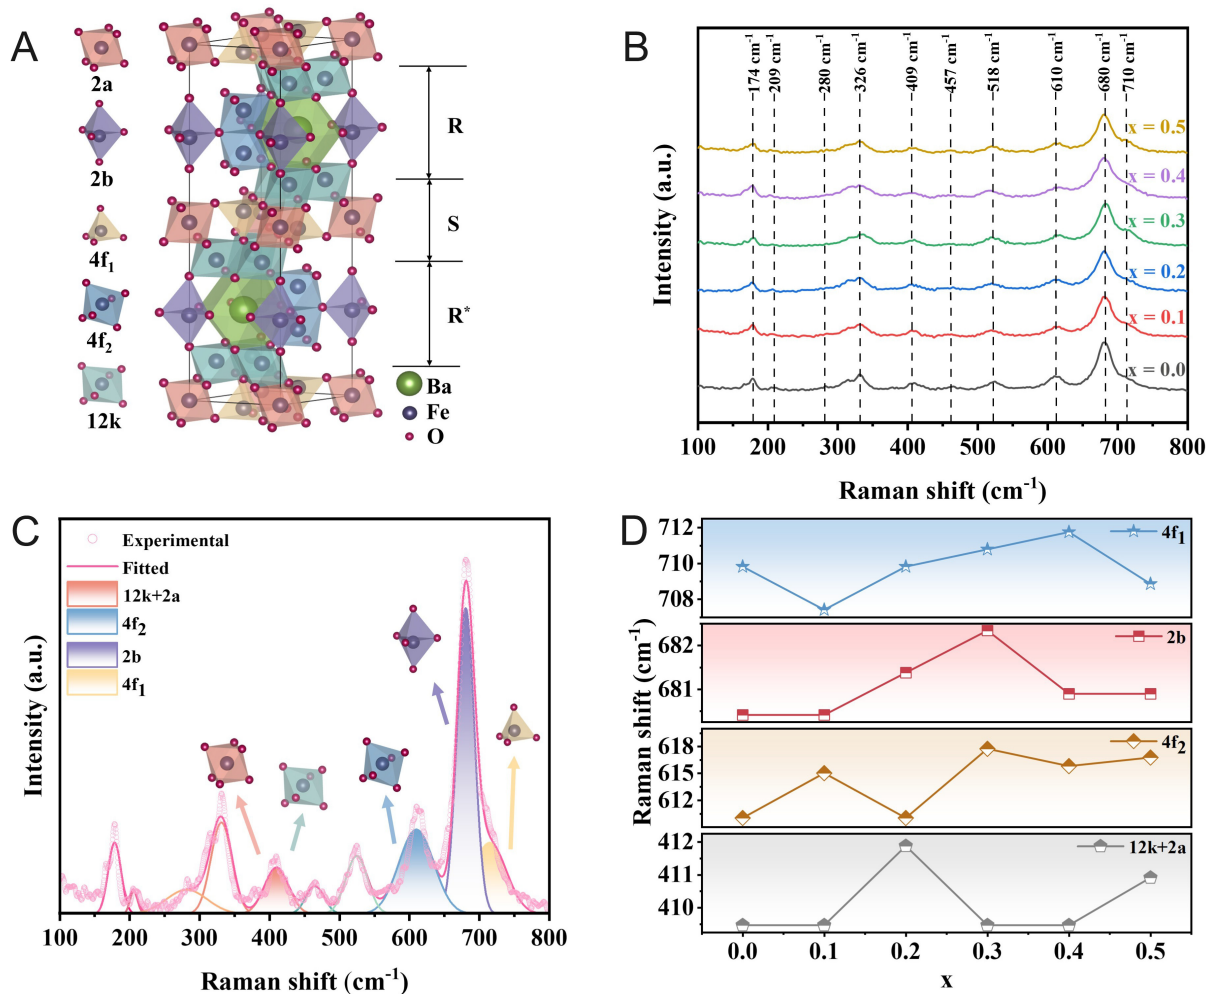 A
2a
2b
4f₁
4f₂
12k
R
S
R*
Ba
Fe
O
B
174 cm⁻¹
209 cm⁻¹
280 cm⁻¹
326 cm⁻¹
409 cm⁻¹
457 cm⁻¹
518 cm⁻¹
610 cm⁻¹
680 cm⁻¹
710 cm⁻¹
x = 0.5
x = 0.4
x = 0.3
x = 0.2
x = 0.1
x = 0.0
Intensity (a.u.)
100 200 300 400 500 600 700 800
Raman shift (cm⁻¹)
C
Experimental
Fitted
12k+2a
4f₂
2b
4f₁
Intensity (a.u.)
100 200 300 400 500 600 700 800
Raman shift (cm⁻¹)
D
712
710
708
4f₁
682
681
2b
618
615
612
4f₂
412
410
12k+2a
Raman shift (cm⁻¹)
0.0 0.1 0.2 0.3 0.4 0.5
x